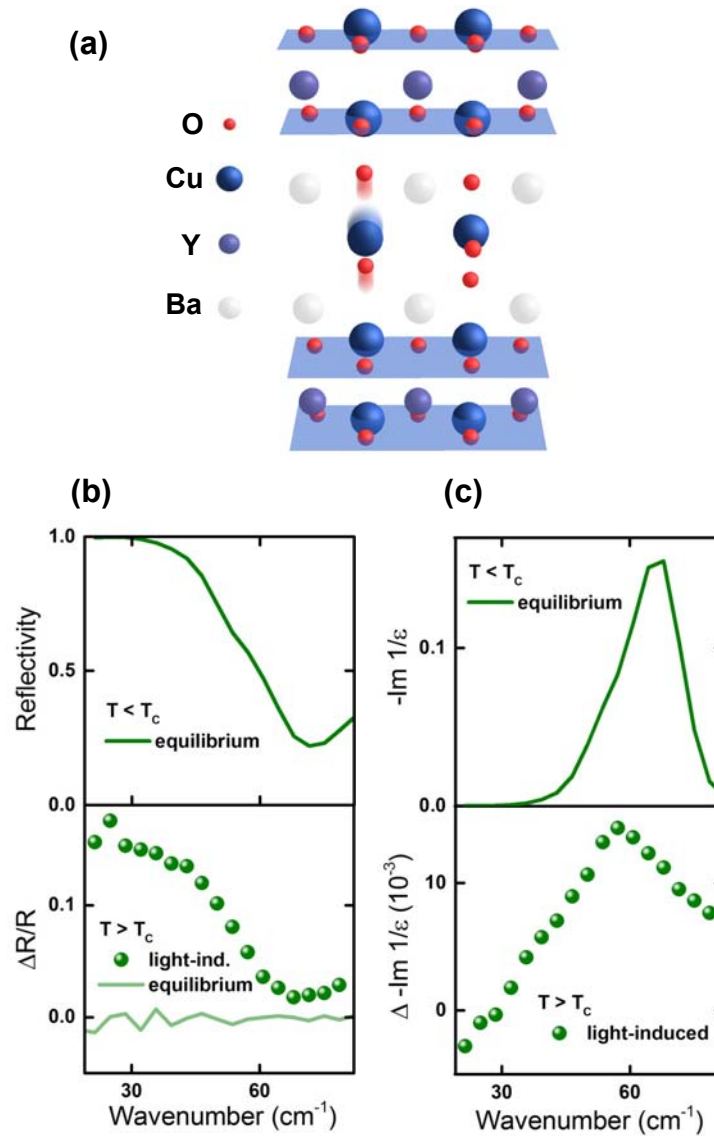 (a)
O
Cu
Y
Ba
(b)
(c)
1.0
0.5
0.0
Reflectivity
T < Tc
equilibrium
0.1
0.0
ΔR/R
T > Tc
light-ind.
equilibrium
30
60
Wavenumber (cm⁻¹)
0.1
0.0
-Im 1/ε
T < Tc
equilibrium
10
0
Δ -Im 1/ε (10⁻³)
T > Tc
light-induced
30
60
Wavenumber (cm⁻¹)